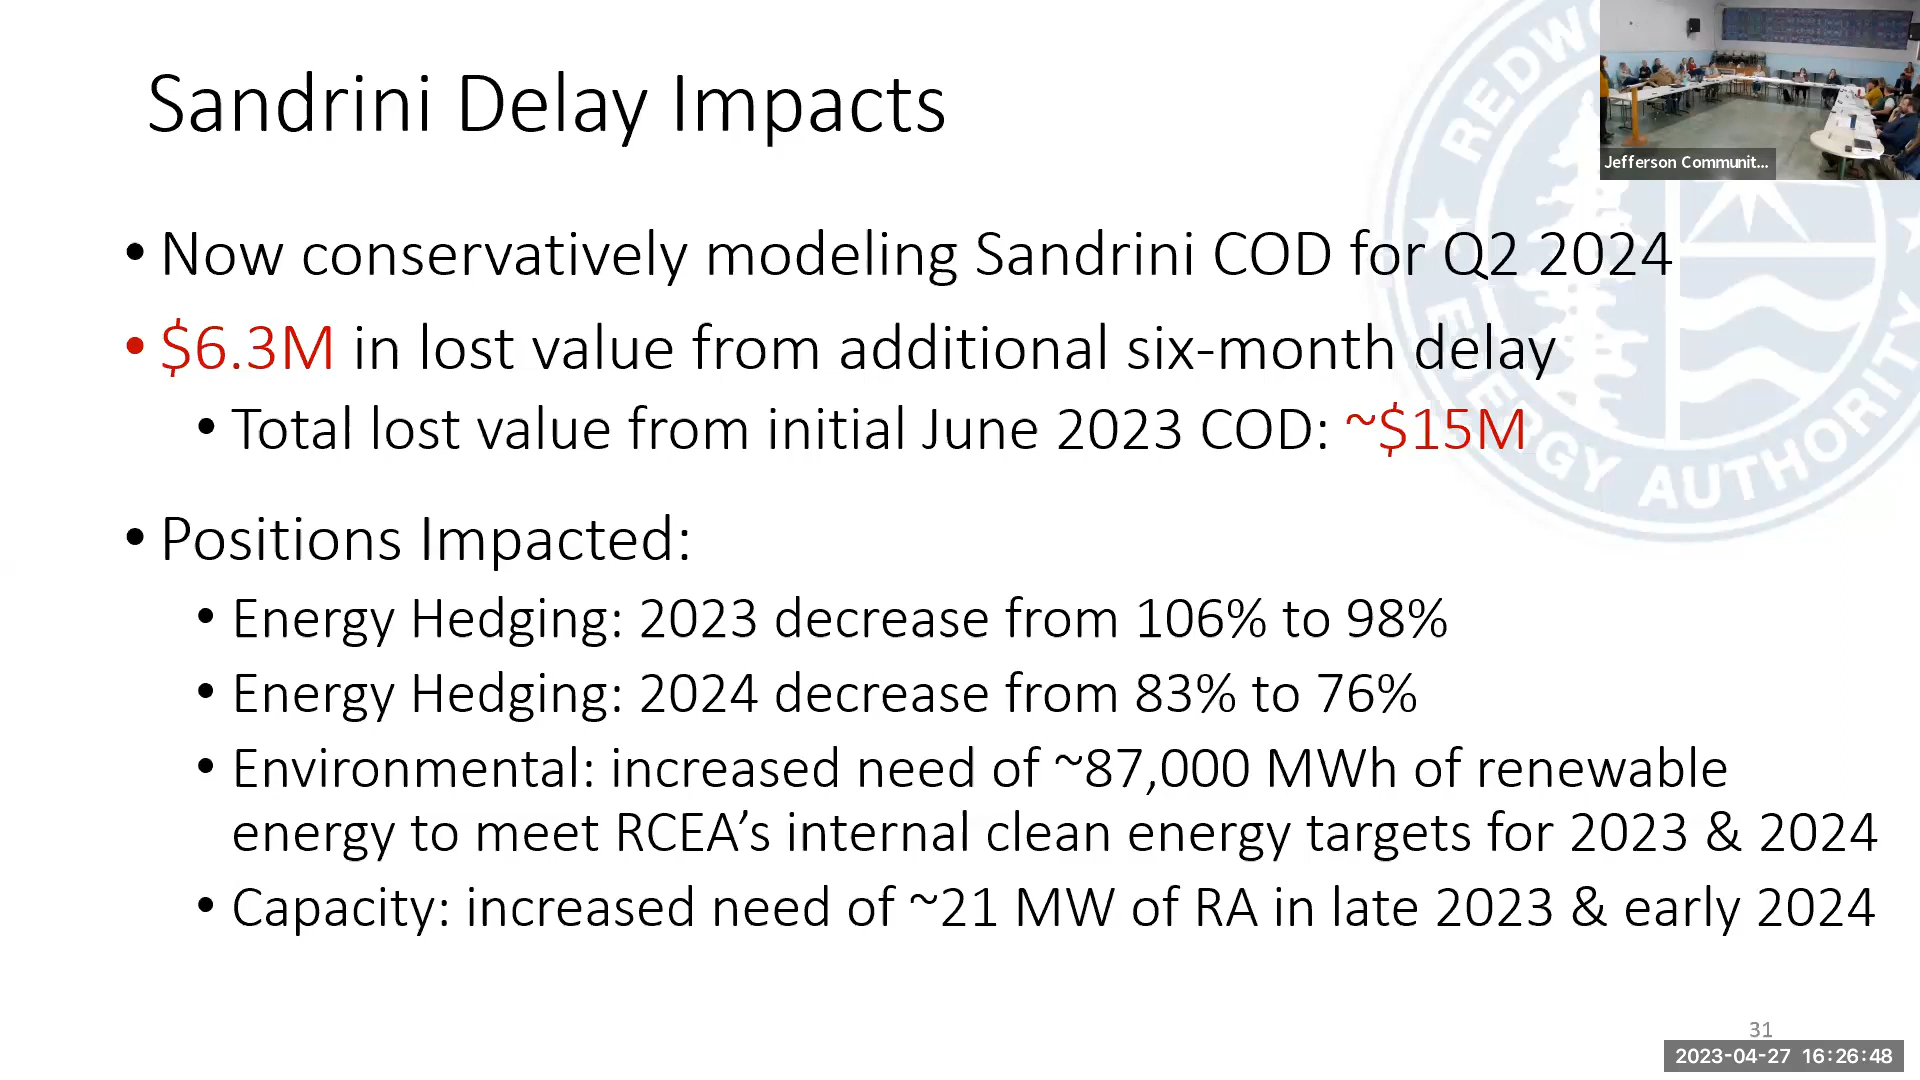 Sandrini Delay Impacts
Jefferson Communit...
• Now conservatively modeling Sandrini COD for Q2 2024
• $6.3M in lost value from additional six-month delay
• Total lost value from initial June 2023 COD: ~$15M
• Positions Impacted:
• Energy Hedging: 2023 decrease from 106% to 98%
• Energy Hedging: 2024 decrease from 83% to 76%
• Environmental: increased need of ~87,000 MWh of renewable
energy to meet RCEA’s internal clean energy targets for 2023 & 2024
• Capacity: increased need of ~21 MW of RA in late 2023 & early 2024
ENERGY AUTHORITY
31
2023-04-27 16:26:48